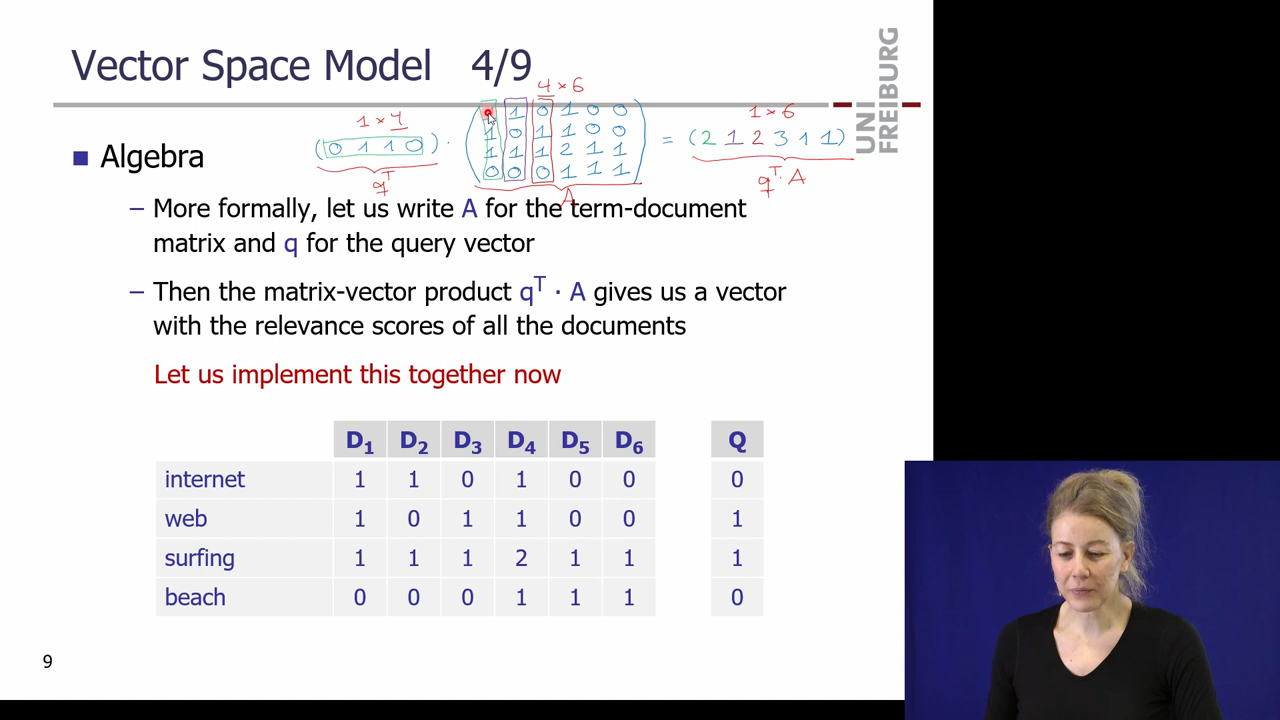 Vector Space Model 4/9
UNI
FREIBURG
1 × 4
4 × 6
1 × 6
(0 1 1 0) · (1 1 0 1 0 0
1 0 1 1 0 0
1 1 1 2 1 1
0 0 0 1 1 1) = (2 1 2 3 1 1)
qᵀ
A
qᵀ · A
■ Algebra
– More formally, let us write A for the term-document
matrix and q for the query vector
– Then the matrix-vector product qᵀ · A gives us a vector
with the relevance scores of all the documents
Let us implement this together now
D₁ D₂ D₃ D₄ D₅ D₆ Q
internet 1 1 0 1 0 0 0
web 1 0 1 1 0 0 1
surfing 1 1 1 2 1 1 1
beach 0 0 0 1 1 1 0
9